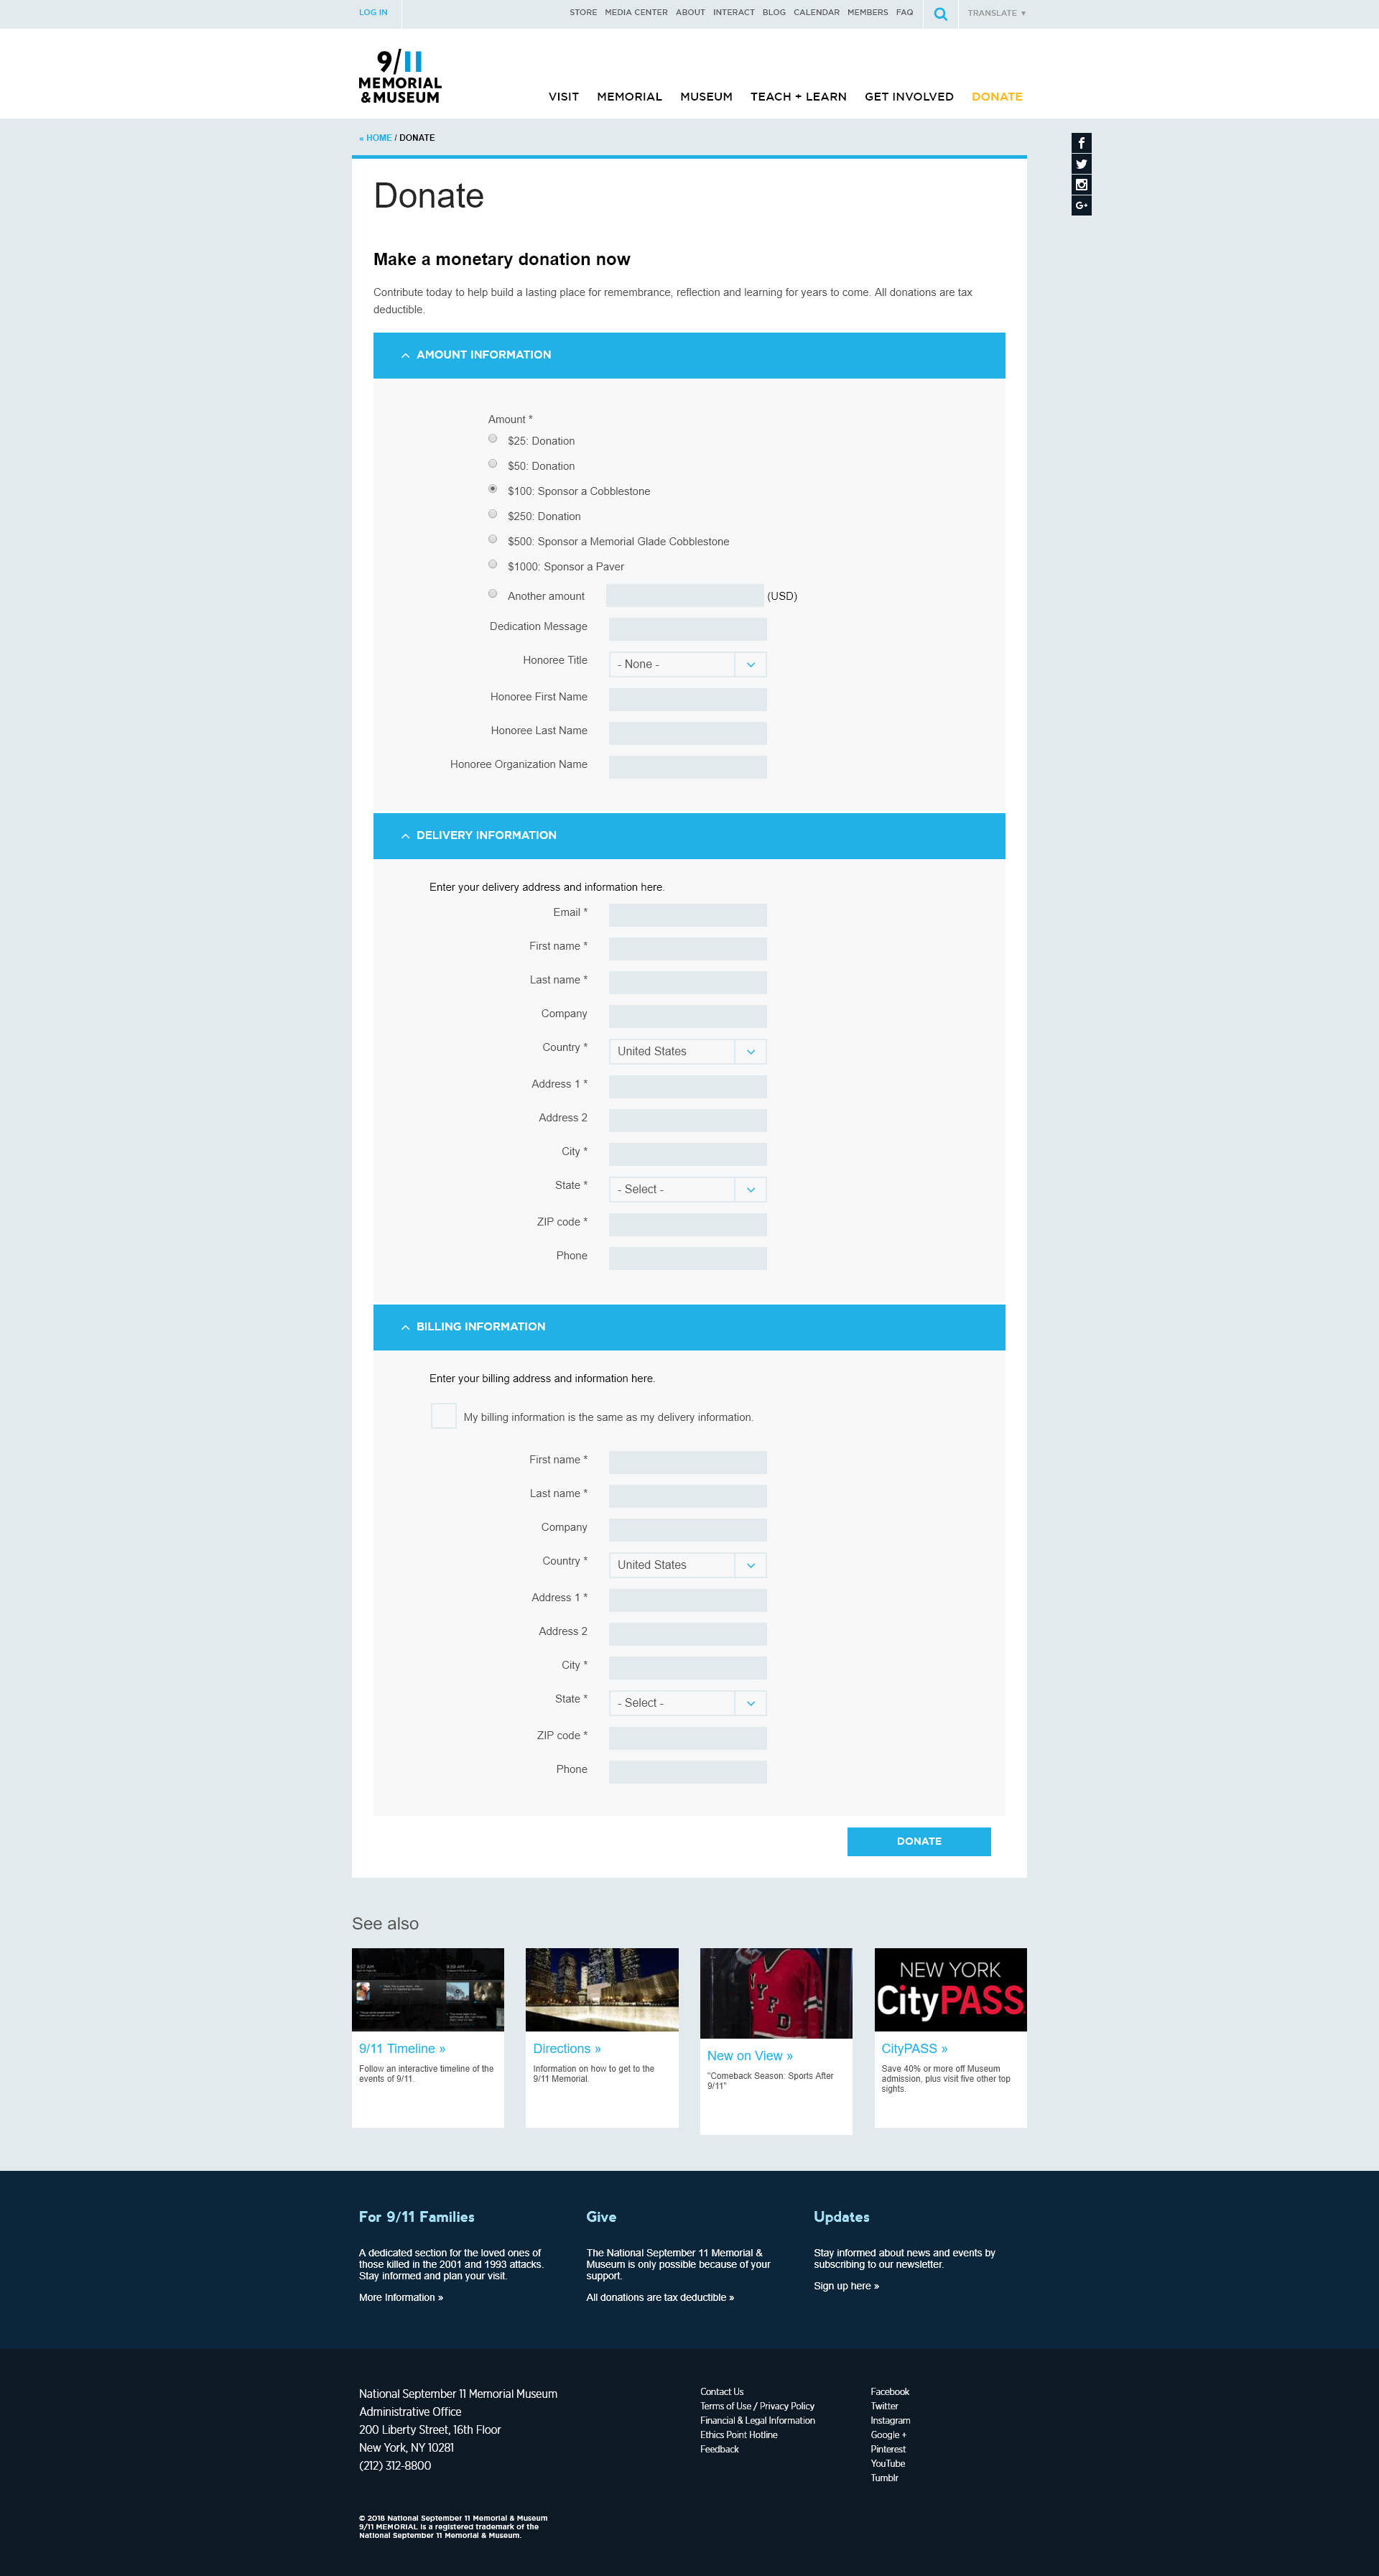 LOG IN
STORE MEDIA CENTER ABOUT INTERACT BLOG CALENDAR MEMBERS FAQ
TRANSLATE ▼
9/11
MEMORIAL
&MUSEUM
VISIT MEMORIAL MUSEUM TEACH + LEARN GET INVOLVED DONATE
« HOME / DONATE
Donate
Make a monetary donation now
Contribute today to help build a lasting place for remembrance, reflection and learning for years to come. All donations are tax
deductible.
AMOUNT INFORMATION
Amount *
$25: Donation
$50: Donation
$100: Sponsor a Cobblestone
$250: Donation
$500: Sponsor a Memorial Glade Cobblestone
$1000: Sponsor a Paver
Another amount (USD)
Dedication Message
Honoree Title - None -
Honoree First Name
Honoree Last Name
Honoree Organization Name
DELIVERY INFORMATION
Enter your delivery address and information here.
Email *
First name *
Last name *
Company
Country * United States
Address 1 *
Address 2
City *
State * - Select -
ZIP code *
Phone
BILLING INFORMATION
Enter your billing address and information here.
My billing information is the same as my delivery information.
First name *
Last name *
Company
Country * United States
Address 1 *
Address 2
City *
State * - Select -
ZIP code *
Phone
DONATE
See also
9:57 AM
9:59 AM
NYFD
NEW YORK
CityPASS
9/11 Timeline »
Follow an interactive timeline of the
events of 9/11.
Directions »
Information on how to get to the
9/11 Memorial.
New on View »
"Comeback Season: Sports After
9/11"
CityPASS »
Save 40% or more off Museum
admission, plus visit five other top
sights.
For 9/11 Families
A dedicated section for the loved ones of
those killed in the 2001 and 1993 attacks.
Stay informed and plan your visit.
More Information »
Give
The National September 11 Memorial &
Museum is only possible because of your
support.
All donations are tax deductible »
Updates
Stay informed about news and events by
subscribing to our newsletter.
Sign up here »
National September 11 Memorial Museum
Administrative Office
200 Liberty Street, 16th Floor
New York, NY 10281
(212) 312-8800
Contact Us
Terms of Use / Privacy Policy
Financial & Legal Information
Ethics Point Hotline
Feedback
Facebook
Twitter
Instagram
Google +
Pinterest
YouTube
Tumblr
© 2018 National September 11 Memorial & Museum
9/11 MEMORIAL is a registered trademark of the
National September 11 Memorial & Museum.